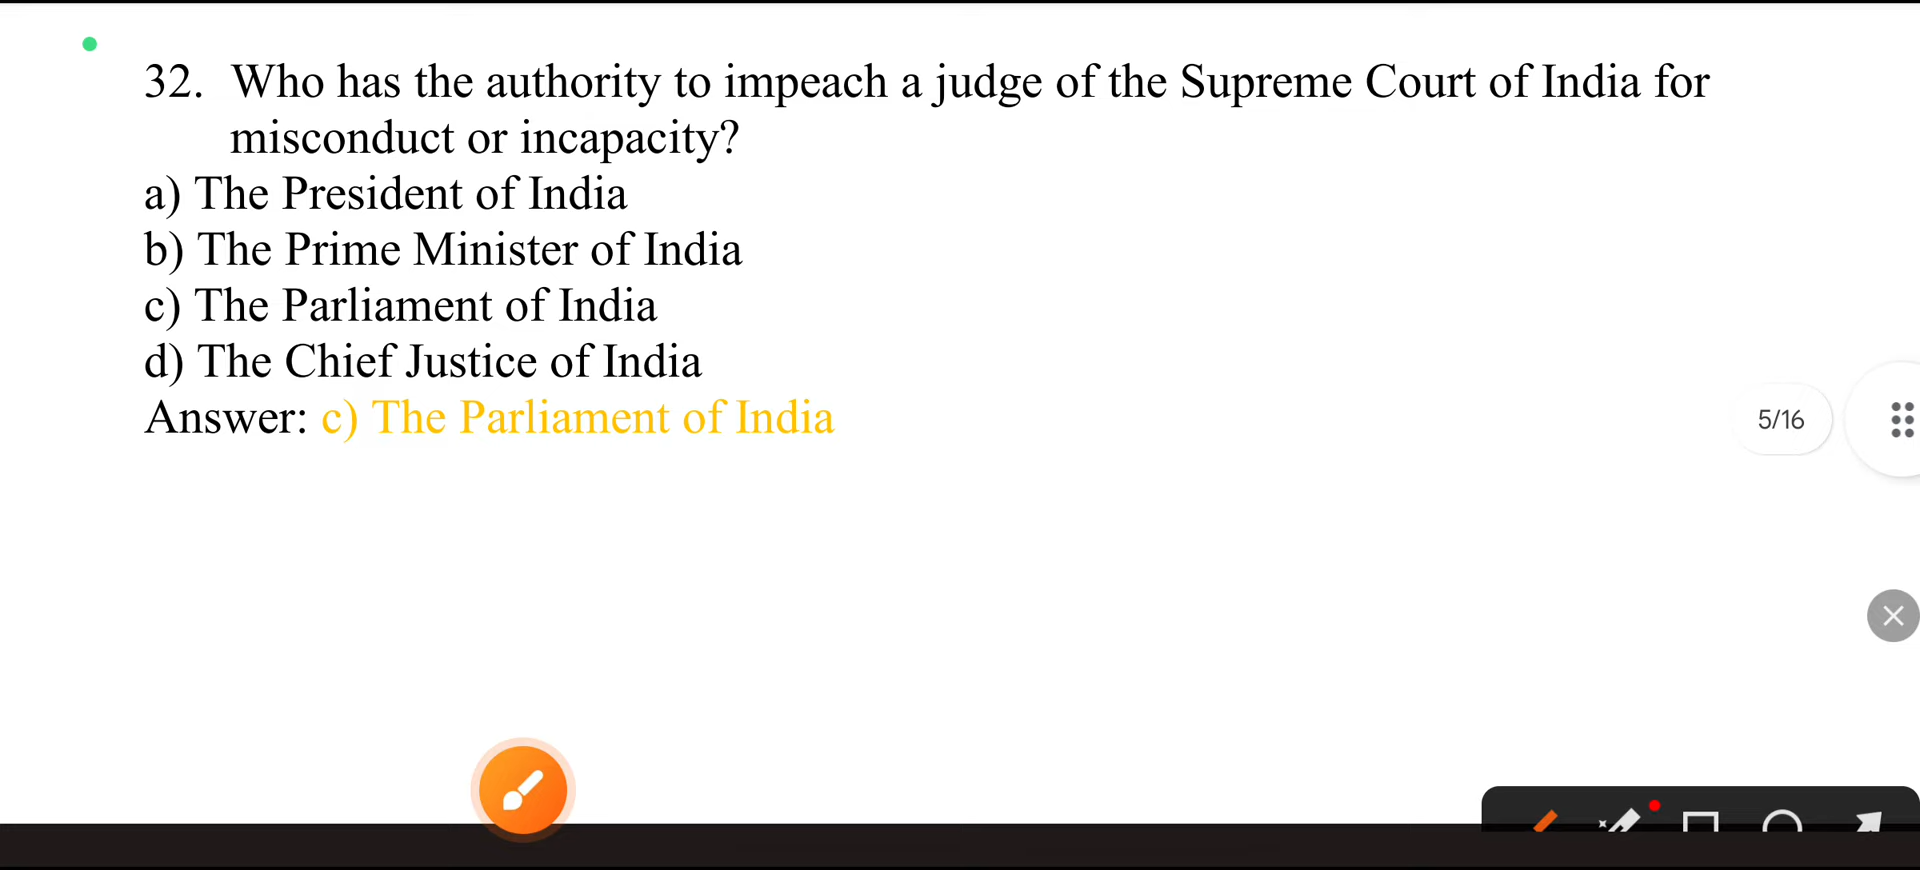 32. Who has the authority to impeach a judge of the Supreme Court of India for
misconduct or incapacity?
a) The President of India
b) The Prime Minister of India
c) The Parliament of India
d) The Chief Justice of India
Answer: c) The Parliament of India
5/16